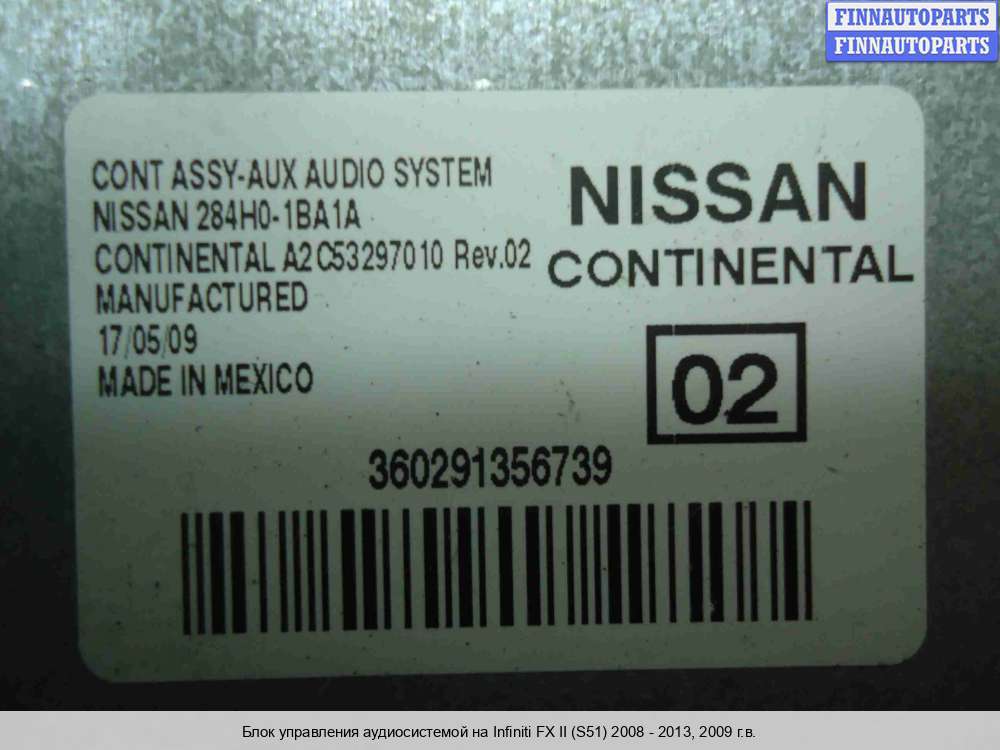 FINNAUTOPARTS
FINNAUTOPARTS
CONT ASSY-AUX AUDIO SYSTEM
NISSAN 284H0-1BA1A
CONTINENTAL A2C53297010 Rev.02
MANUFACTURED
17/05/09
MADE IN MEXICO
NISSAN
CONTINENTAL
02
360291356739
Блок управления аудиосистемой на Infiniti FX II (S51) 2008 - 2013, 2009 г.в.